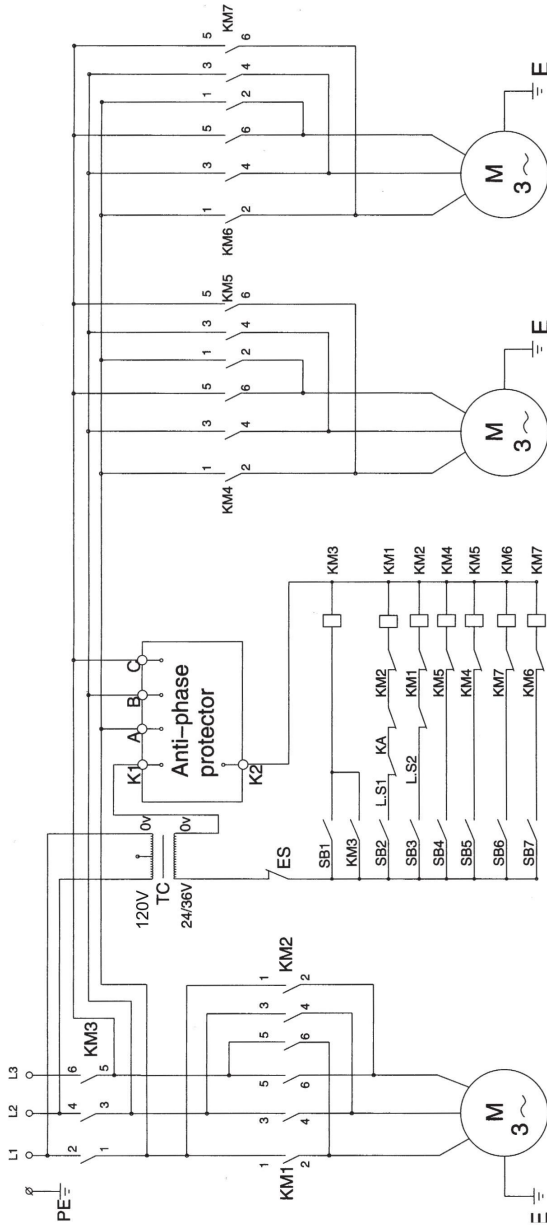 L1 L2 L3
PE
KM3
2 4 6
1 3 5
KM1
1 3 5 5 3 1
2 4 6 6 4 2
KM2
M
3~
E
120V
TC
24/36V
0v
0v
ES
K1 A B C
Anti-phase
protector
K2
SB1 KM3
KM3
SB2 L.S1 KA KM2 KM1
SB3 L.S2 KM1 KM2
SB4 KM5 KM4
SB5 KM4 KM5
SB6 KM7 KM6
SB7 KM6 KM7
KM4
1 3 5 1 3 5
2 4 6 2 4 6
KM5
M
3~
E
KM6
1 3 5 1 3 5
2 4 6 2 4 6
KM7
M
3~
E